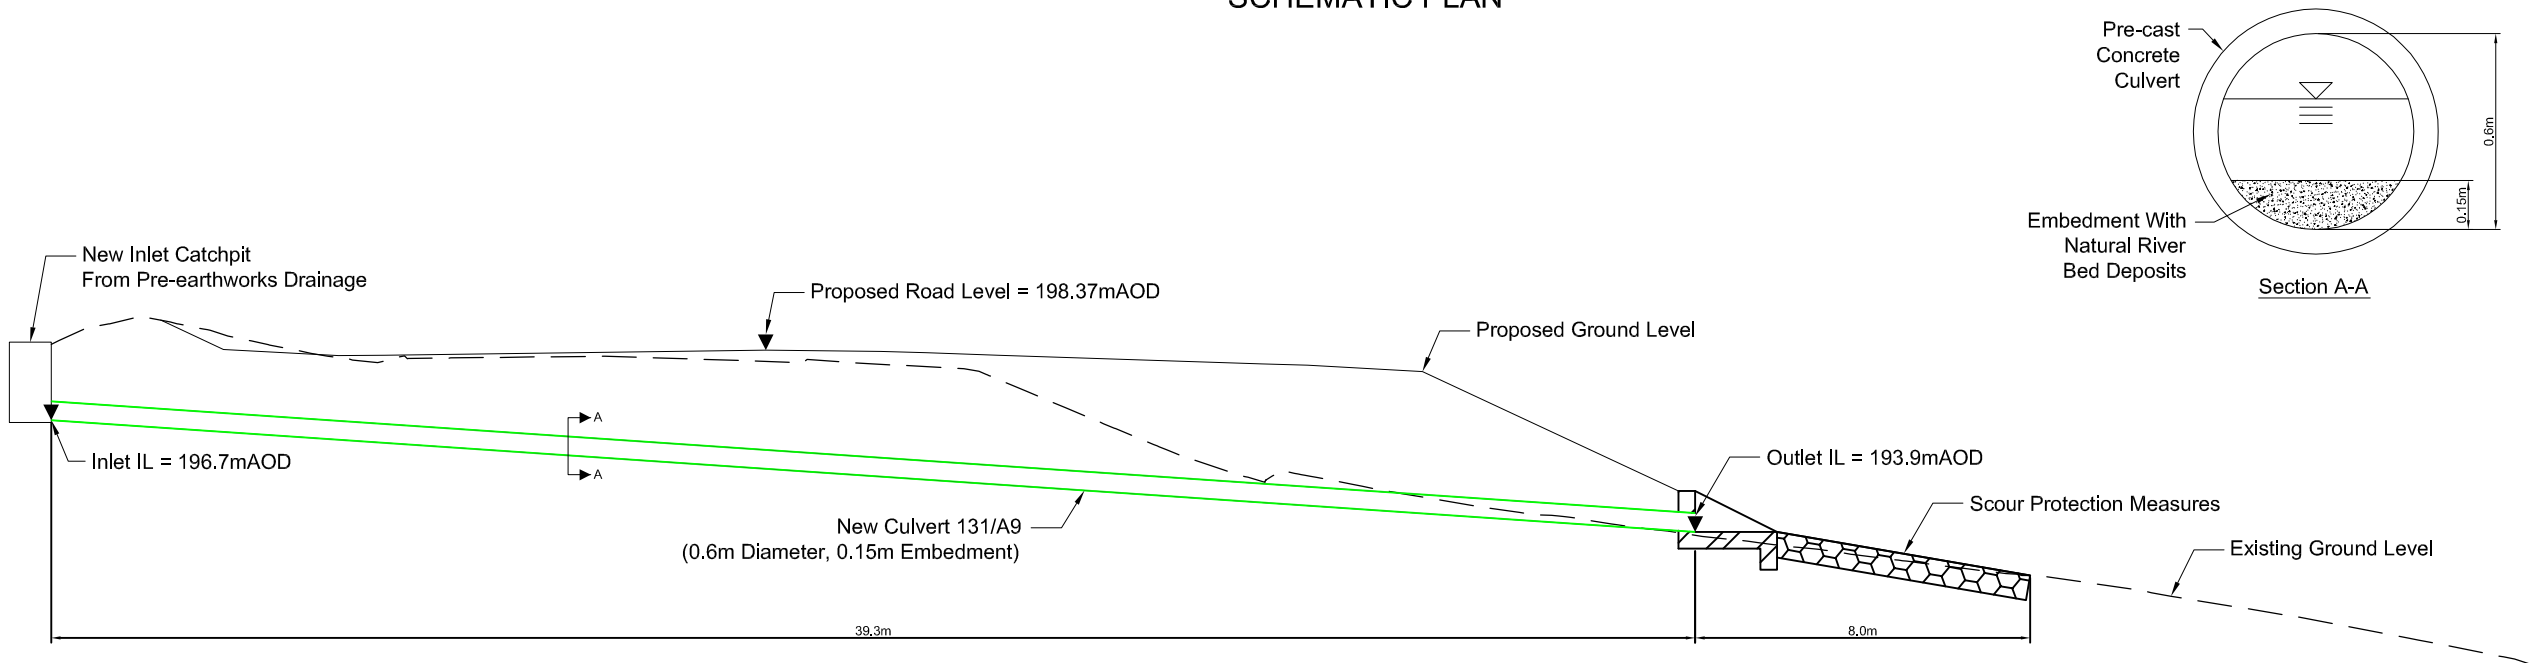 SCHEMATIC PLAN
Pre-cast
Concrete
Culvert
0.6m
0.15m
Embedment With
Natural River
Bed Deposits
Section A-A
New Inlet Catchpit
From Pre-earthworks Drainage
Proposed Road Level = 198.37mAOD
Proposed Ground Level
A
A
Inlet IL = 196.7mAOD
Outlet IL = 193.9mAOD
Scour Protection Measures
New Culvert 131/A9
(0.6m Diameter, 0.15m Embedment)
Existing Ground Level
39.3m
8.0m